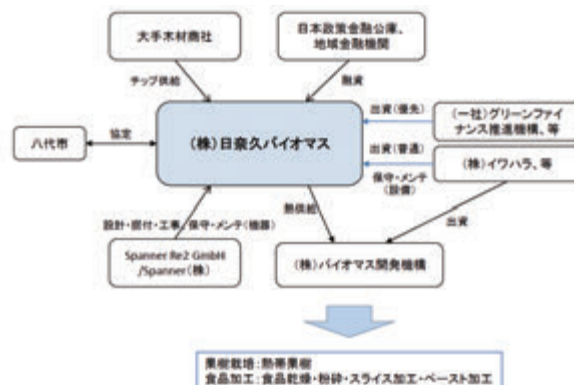 大手木材商社
日本政策金融公庫、
地域金融機関
チップ供給
融資
出資(優先)
(一社)グリーンファイ
ナンス推進機構、等
八代市
協定
(株)日奈久バイオマス
出資(普通)
(株)イワハラ、等
保守・メンテ
(設備)
熱供給
設計・据付・工事、保守・メンテ(機器)
出資
Spanner Re2 GmbH
/Spanner(株)
(株)バイオマス開発機構
果樹栽培:熱帯果樹
食品加工:食品乾燥・粉砕・スライス加工・ペースト加工